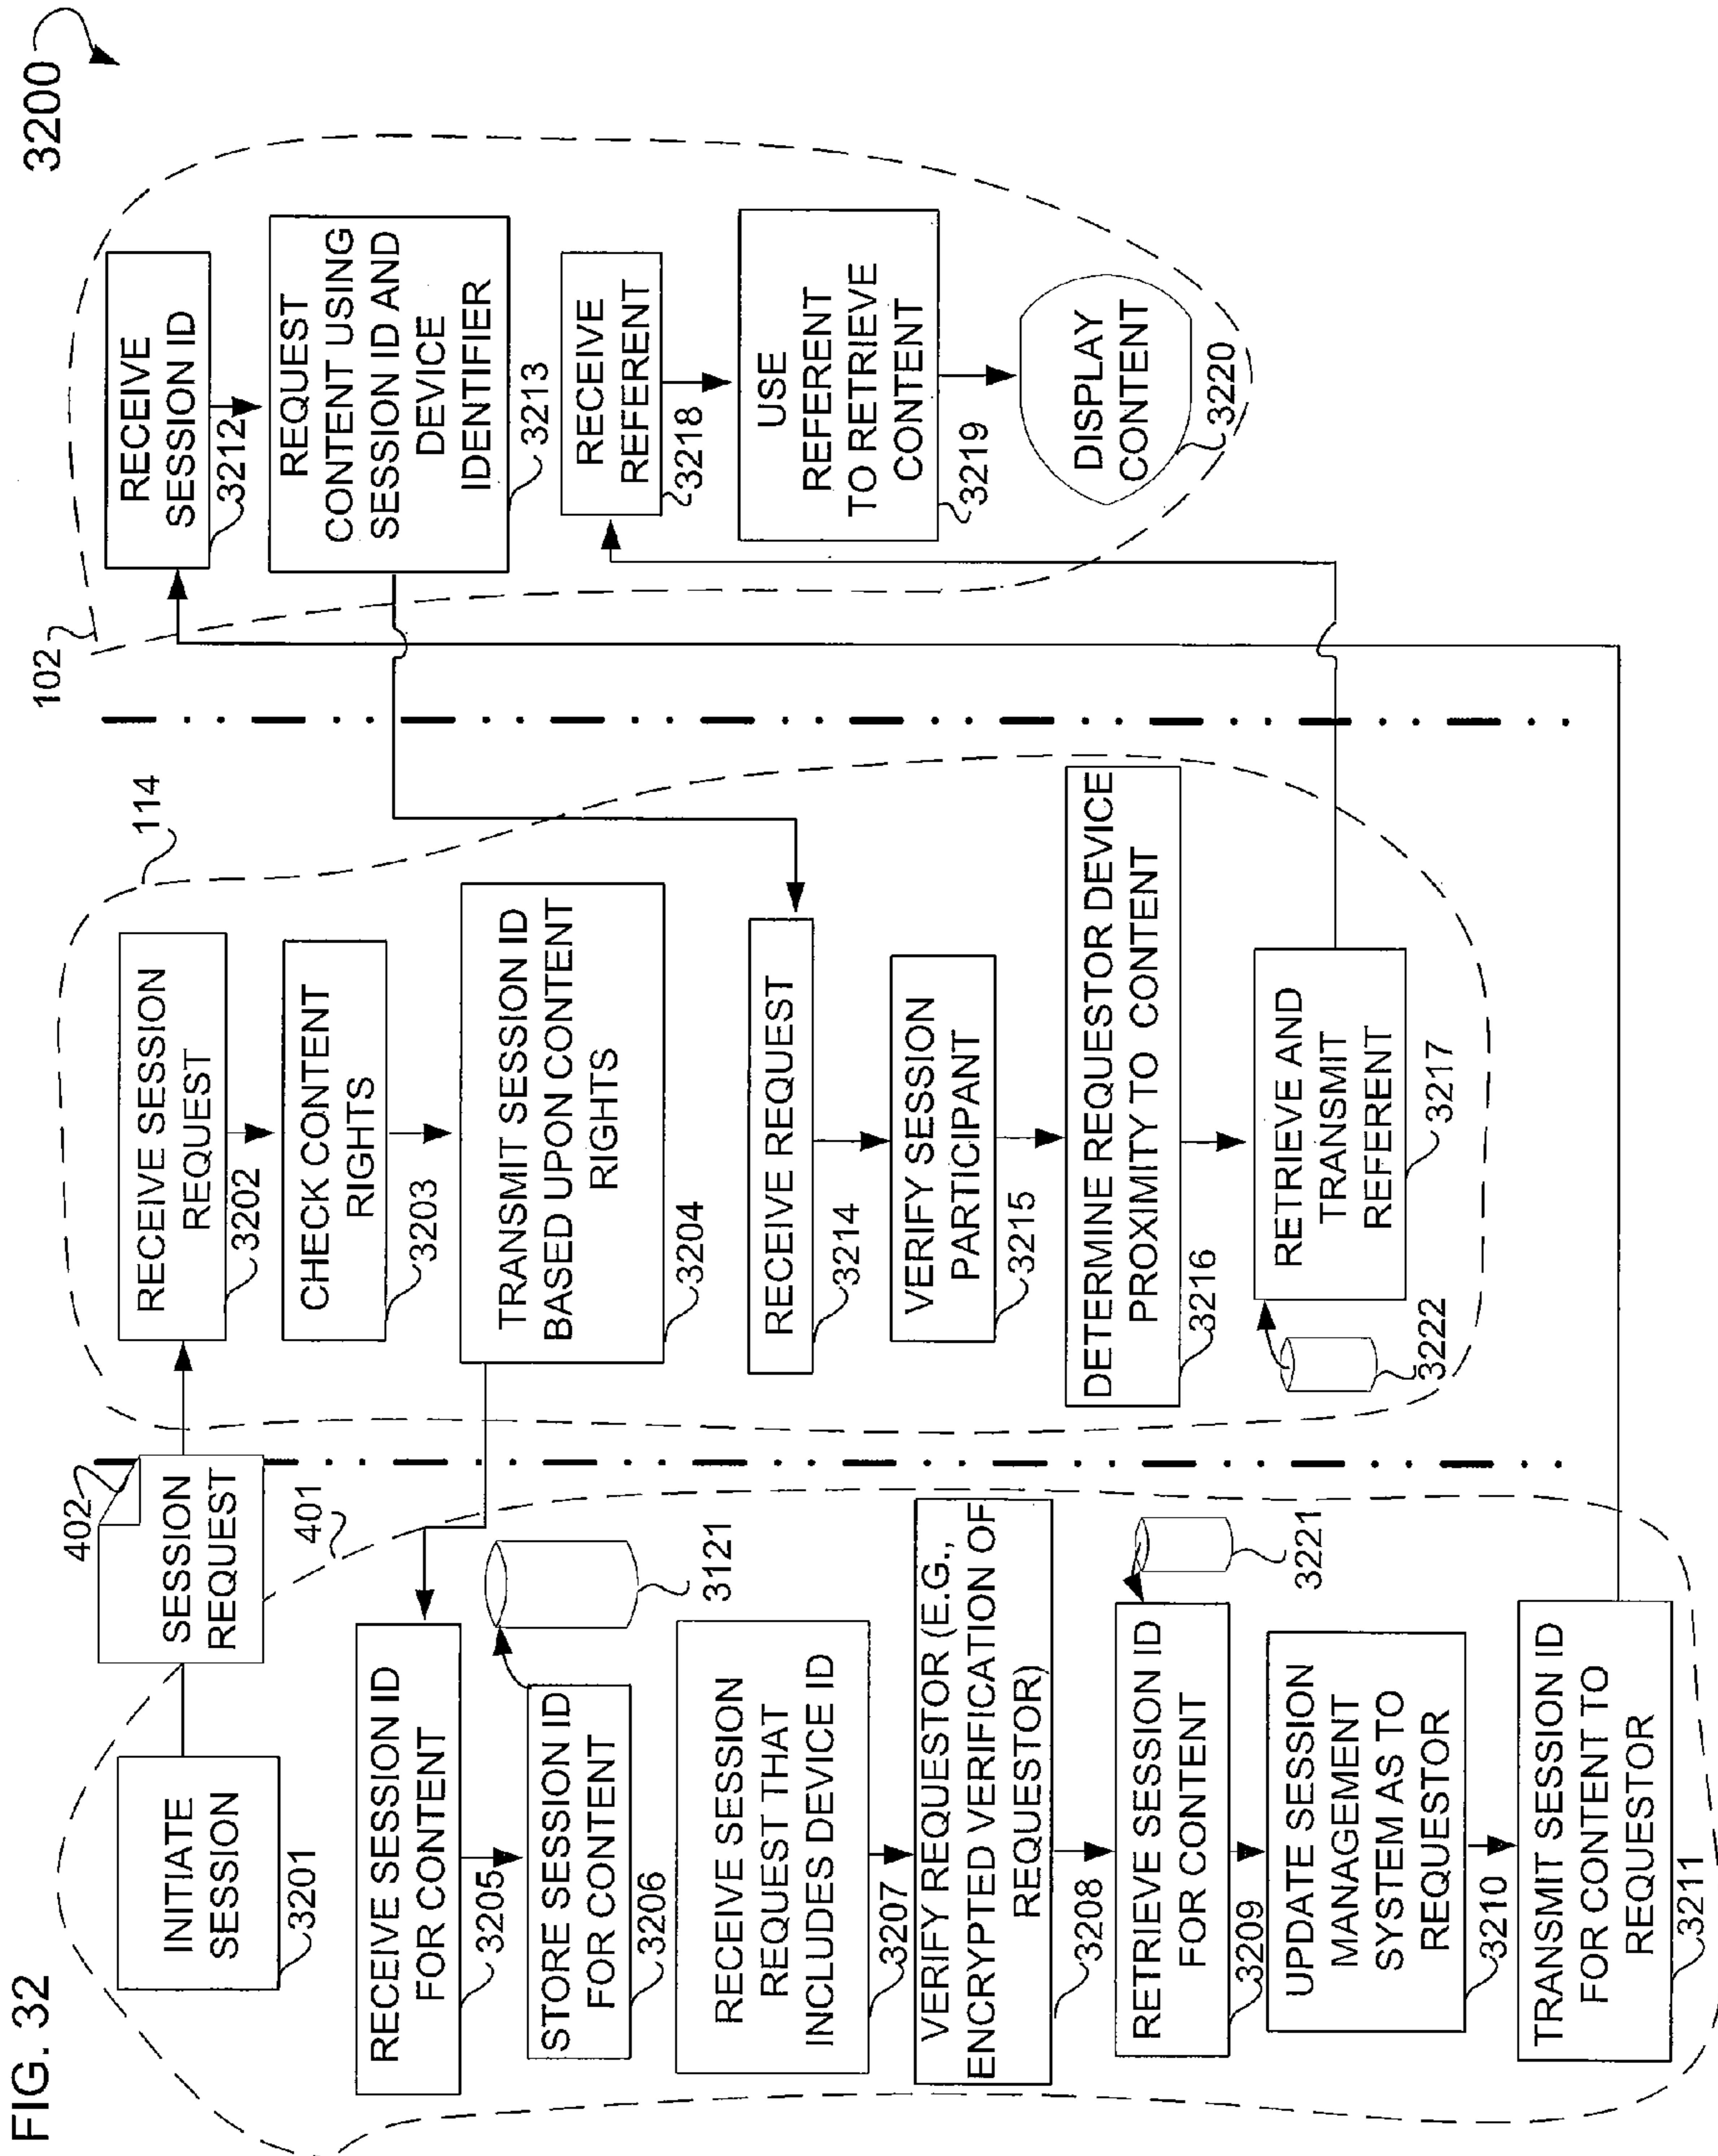 FIG. 32
3200
INITIATE
SESSION
3201
402
SESSION
REQUEST
401
RECEIVE SESSION ID
FOR CONTENT
3205
STORE SESSION ID
FOR CONTENT
3206
3121
RECEIVE SESSION
REQUEST THAT
INCLUDES DEVICE ID
3207
VERIFY REQUESTOR (E.G.,
ENCRYPTED VERIFICATION OF
REQUESTOR)
3208
RETRIEVE SESSION ID
FOR CONTENT
3209
3221
UPDATE SESSION
MANAGEMENT
SYSTEM AS TO
REQUESTOR
3210
TRANSMIT SESSION ID
FOR CONTENT TO
REQUESTOR
3211
114
RECEIVE SESSION
REQUEST
3202
CHECK CONTENT
RIGHTS
3203
TRANSMIT SESSION ID
BASED UPON CONTENT
RIGHTS
3204
RECEIVE REQUEST
3214
VERIFY SESSION
PARTICIPANT
3215
DETERMINE REQUESTOR DEVICE
PROXIMITY TO CONTENT
3216
RETRIEVE AND
TRANSMIT
REFERENT
3217
3222
102
RECEIVE
SESSION ID
3212
REQUEST
CONTENT USING
SESSION ID AND
DEVICE
IDENTIFIER
3213
RECEIVE
REFERENT
3218
USE
REFERENT
TO RETRIEVE
CONTENT
3219
DISPLAY
CONTENT
3220